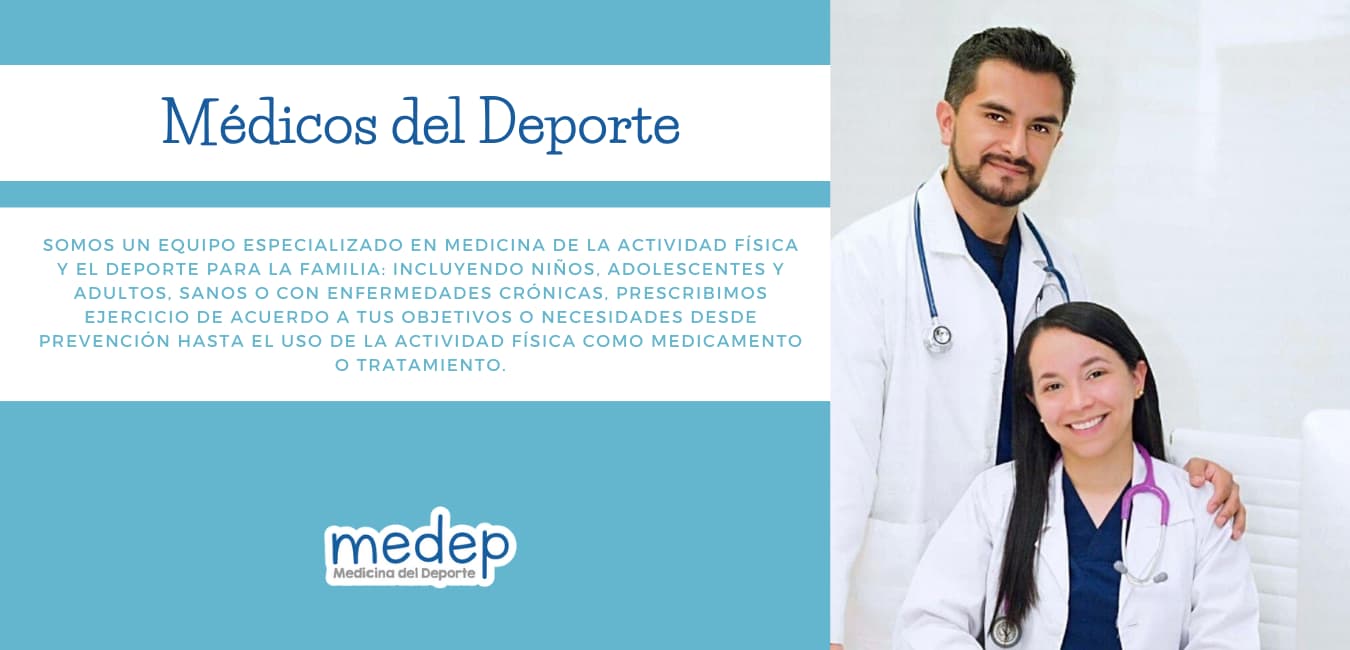 Médicos del Deporte
SOMOS UN EQUIPO ESPECIALIZADO EN MEDICINA DE LA ACTIVIDAD FÍSICA
Y EL DEPORTE PARA LA FAMILIA: INCLUYENDO NIÑOS, ADOLESCENTES Y
ADULTOS, SANOS O CON ENFERMEDADES CRÓNICAS, PRESCRIBIMOS
EJERCICIO DE ACUERDO A TUS OBJETIVOS O NECESIDADES DESDE
PREVENCIÓN HASTA EL USO DE LA ACTIVIDAD FÍSICA COMO MEDICAMENTO
O TRATAMIENTO.
medep
Medicina del Deporte